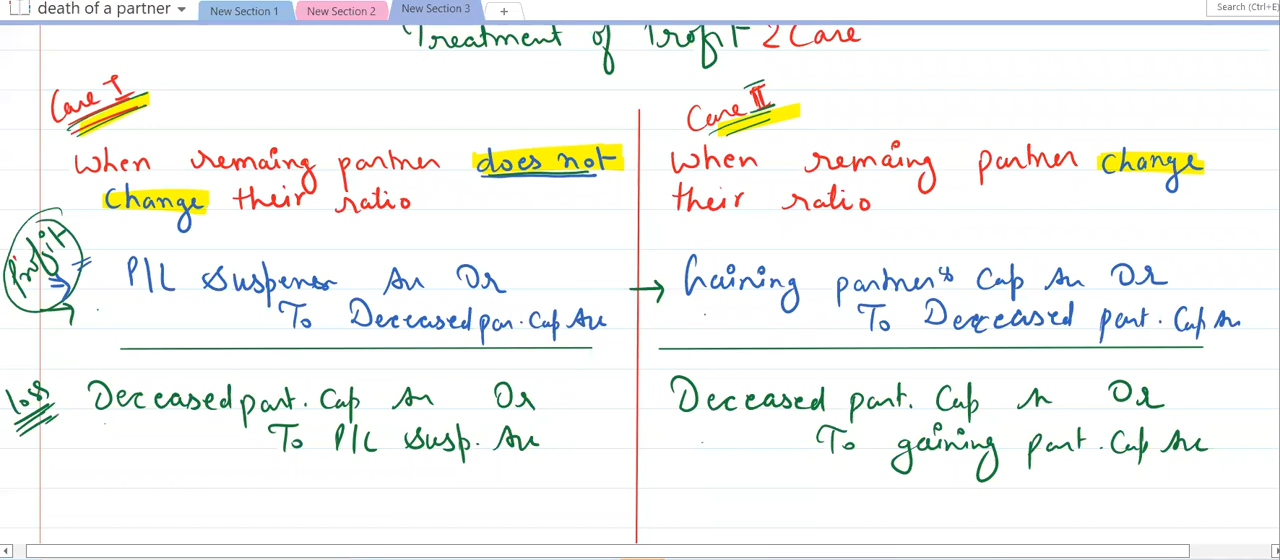 death of a partner
New Section 1
New Section 2
New Section 3
+
Search (Ctrl+E)
Treatment of Profit 2 Case
Case I
When remaing partner does not
change their ratio
Profit
P/L Suspense A/c Dr
To Deceased par. Cap A/c
loss
Deceased part. Cap A/c Dr
To P/L Susp. A/c
Case II
When remaing partner change
their ratio
Gaining partner's Cap A/c Dr
To Deceased part. Cap A/c
Deceased part. Cap A/c Dr
To gaining part. Cap A/c